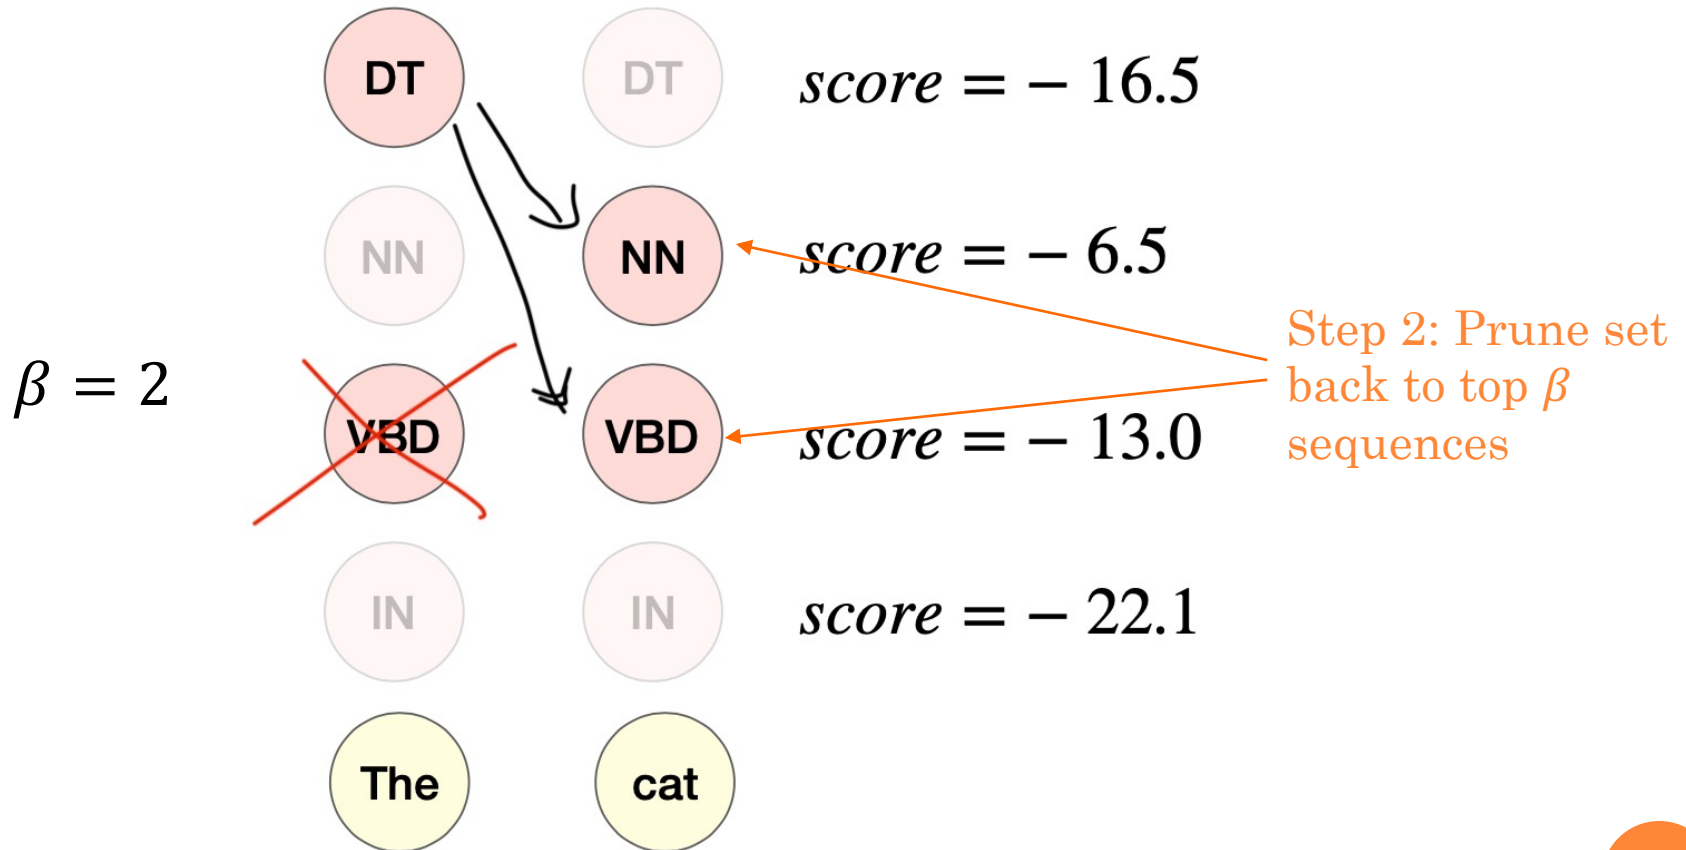 DT DT score = − 16.5
NN NN score = − 6.5
Step 2: Prune set
β = 2
back to top β
VBD VBD score = − 13.0
sequences
IN IN score = − 22.1
The cat